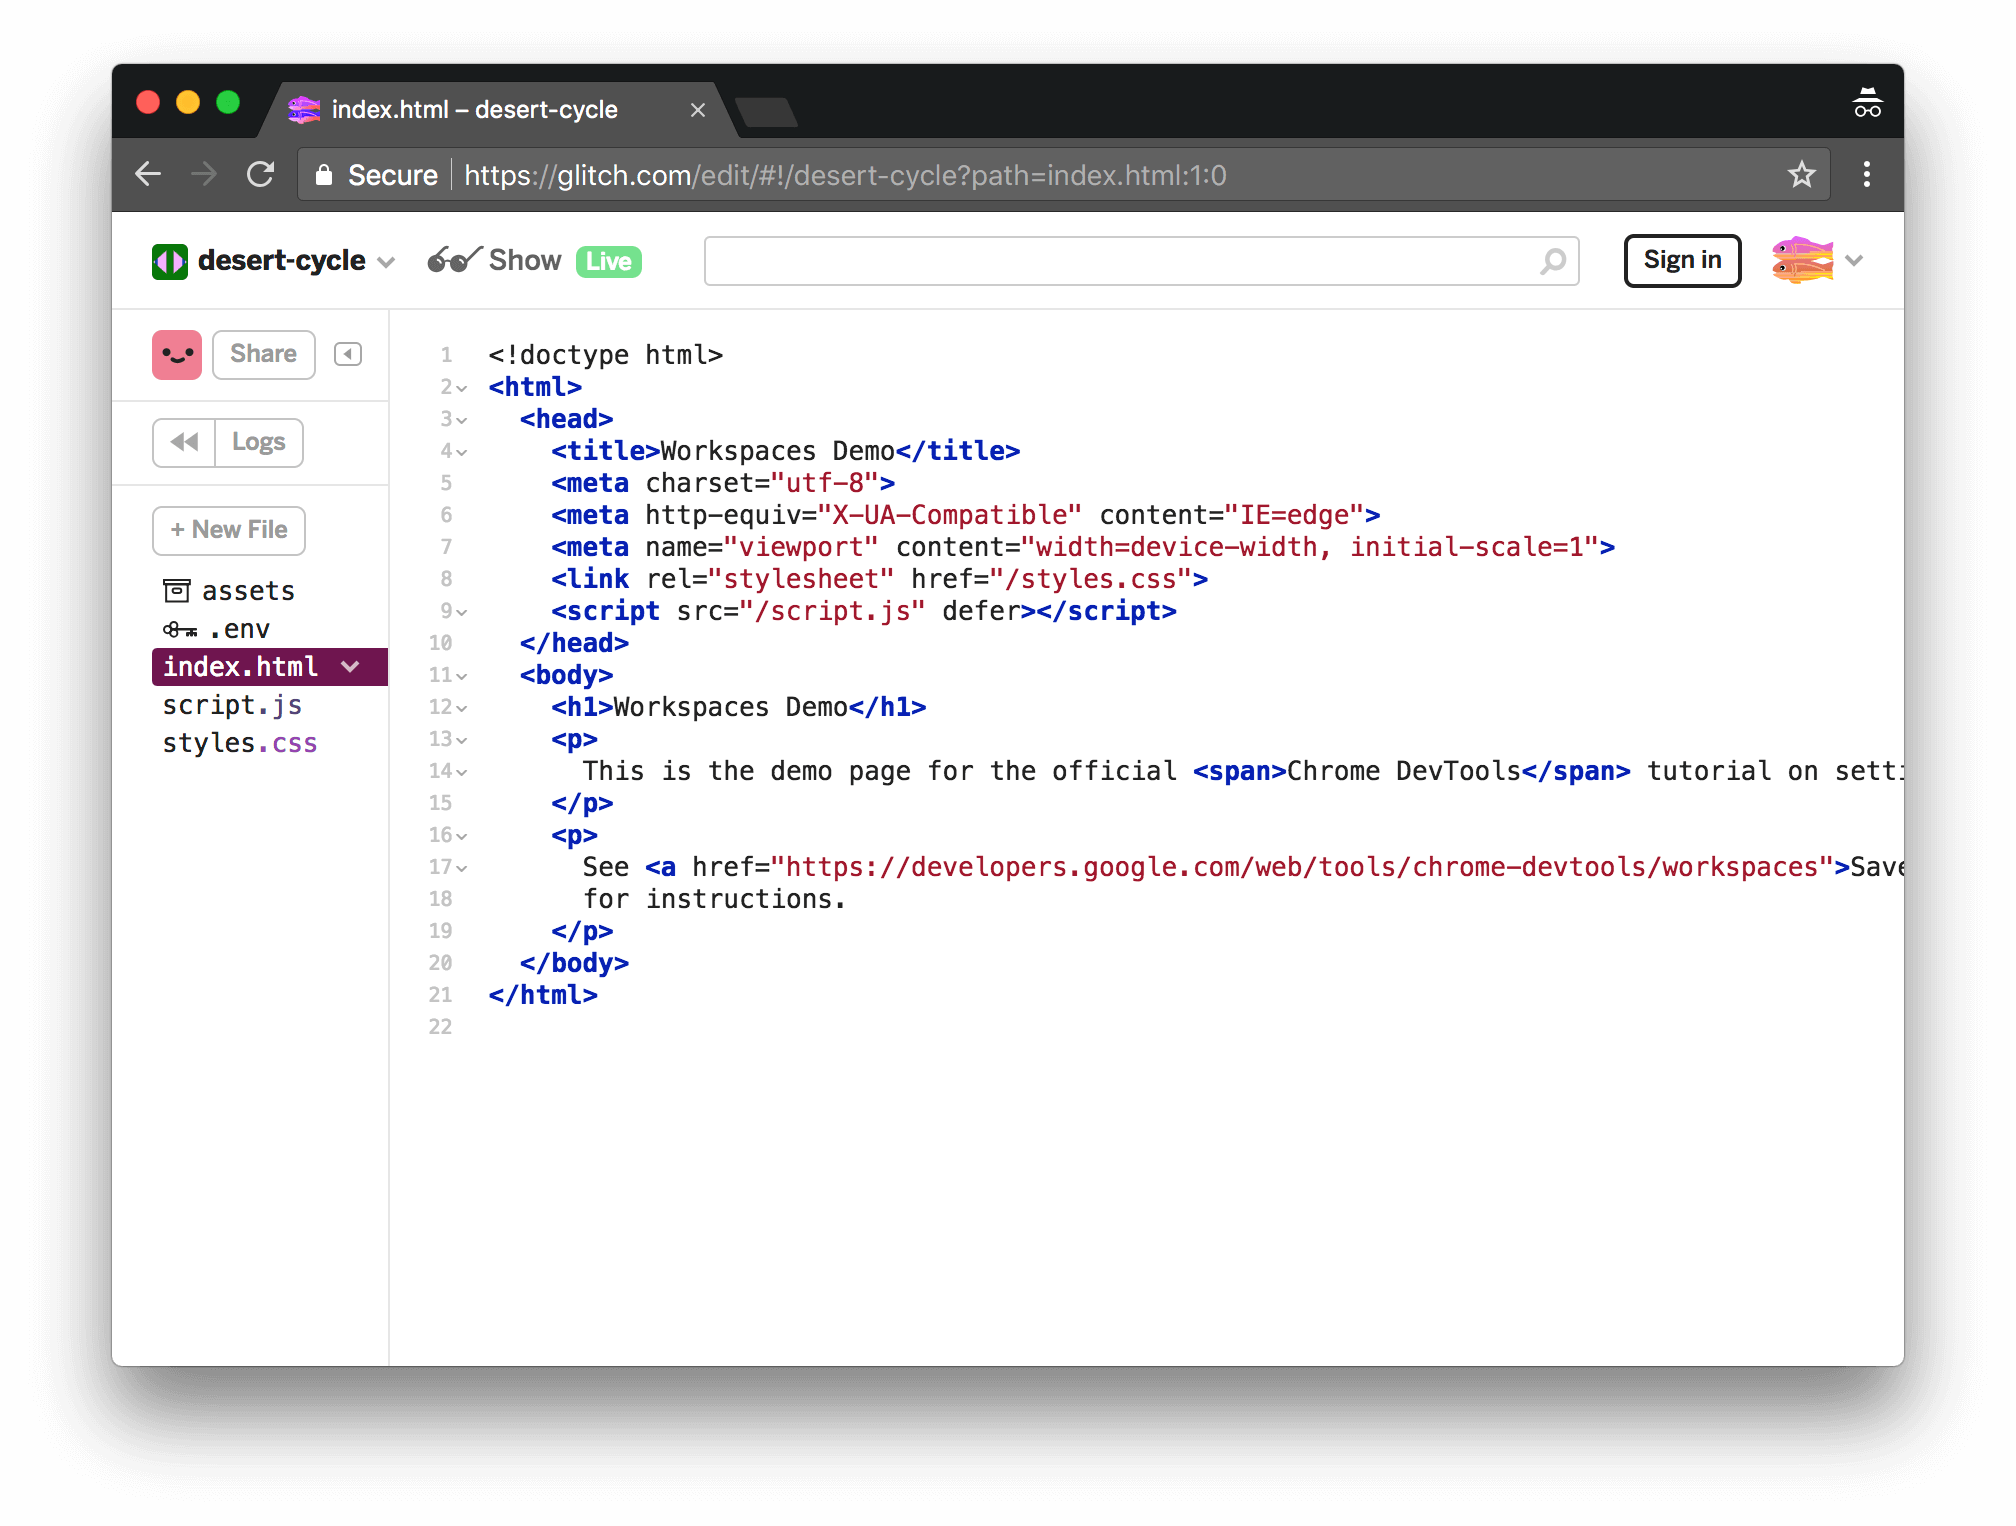 index.html – desert-cycle
Secure https://glitch.com/edit/#!/desert-cycle?path=index.html:1:0
desert-cycle Show Live Sign in
Share
Logs
+ New File
assets
.env
index.html
script.js
styles.css
1 <!doctype html>
2 <html>
3   <head>
4     <title>Workspaces Demo</title>
5     <meta charset="utf-8">
6     <meta http-equiv="X-UA-Compatible" content="IE=edge">
7     <meta name="viewport" content="width=device-width, initial-scale=1">
8     <link rel="stylesheet" href="/styles.css">
9     <script src="/script.js" defer></script>
10   </head>
11   <body>
12     <h1>Workspaces Demo</h1>
13     <p>
14       This is the demo page for the official <span>Chrome DevTools</span> tutorial on setti
15     </p>
16     <p>
17       See <a href="https://developers.google.com/web/tools/chrome-devtools/workspaces">Save
18       for instructions.
19     </p>
20   </body>
21 </html>
22